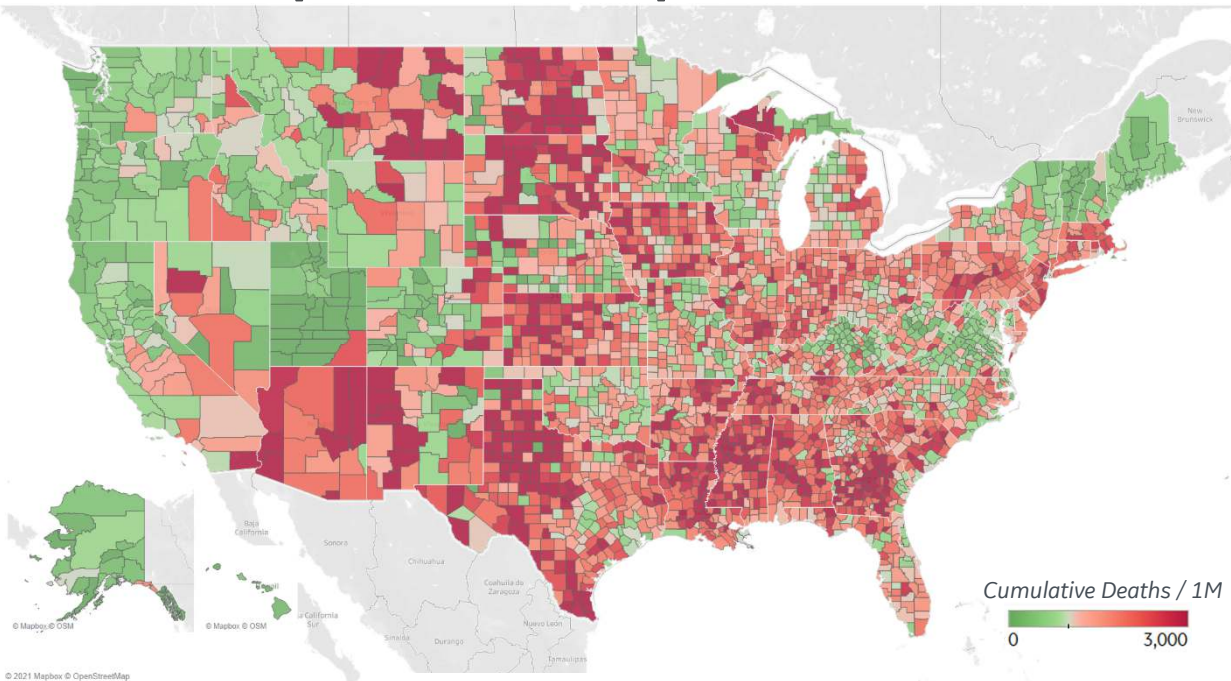 New
Brunswick
Baja
California
Sonora
Chihuahua
Coahuila de
Zaragoza
Nuevo León
Tamaulipas
Sinaloa
Durango
a California
Sur
Hawaii
© Mapbox © OSM
© Mapbox © OSM
Cumulative Deaths / 1M
0
3,000
© 2021 Mapbox © OpenStreetMap